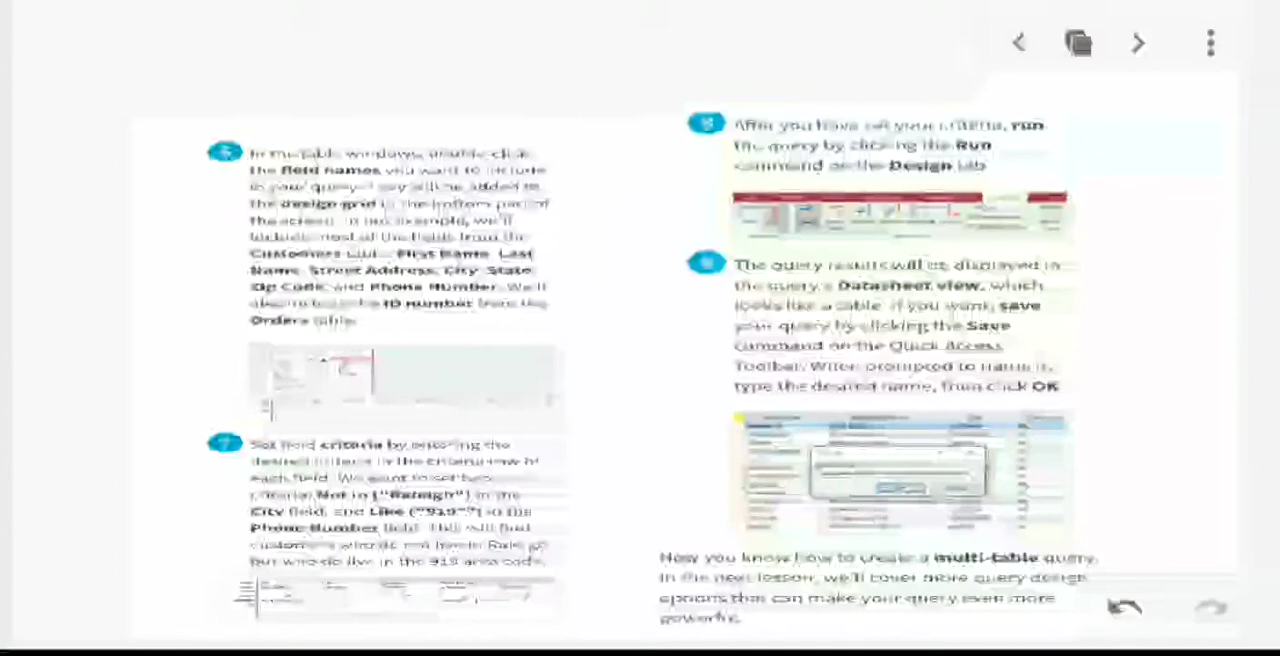 In the table windows, double-click
the field names you want to include
in your query. They will be added to
the design grid in the bottom part of
the screen. In our example, we'll
include most of the fields from the
Customers table: First Name, Last
Name, Street Address, City, State,
Zip Code, and Phone Number. We'll
also include the ID number from the
Orders table.
7
Set field criteria by entering the
desired criteria in the criteria row of
each field. We want to set two
criteria: Not In ("Raleigh") in the
City field, and Like ("919*") in the
Phone Number field. This will find
customers who do not live in Raleigh
but who do live in the 919 area code.
8
After you have set your criteria, run
the query by clicking the Run
command on the Design tab.
The query results will be displayed in
the query's Datasheet view, which
looks like a table. If you want, save
your query by clicking the Save
command on the Quick Access
Toolbar. When prompted to name it,
type the desired name, then click OK.
Now you know how to create a multi-table query.
In the next lesson, we'll cover more query design
options that can make your query even more
powerful.